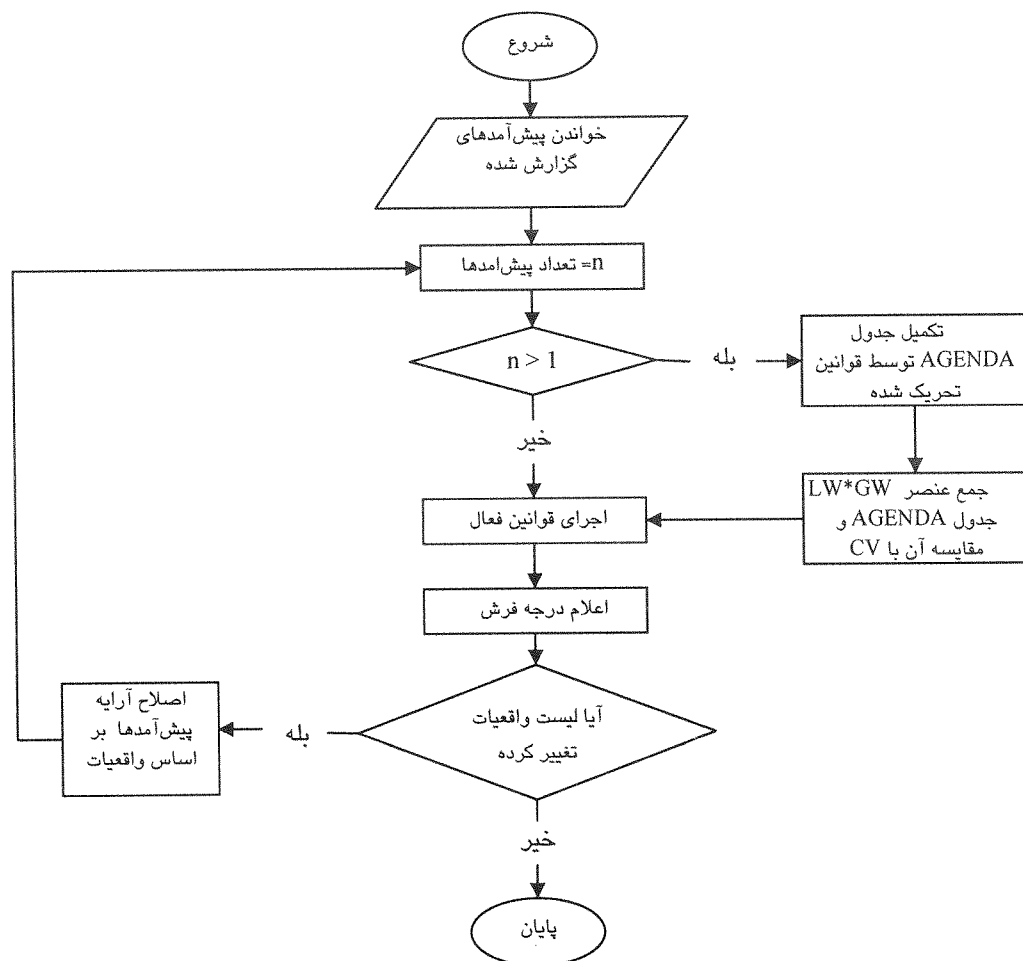 شروع
خواندن پیش‌آمدهای
گزارش شده
n= تعداد پیش‌امدها
n > 1
بله
تکمیل جدول
AGENDA توسط قوانین
تحریک شده
خیر
جمع عنصر LW*GW
جدول AGENDA و
مقایسه آن با CV
اجرای قوانین فعال
اعلام درجه فرش
آیا لیست واقعیات
تغییر کرده
بله
اصلاح آرایه
پیش‌آمدها بر
اساس واقعیات
خیر
پایان